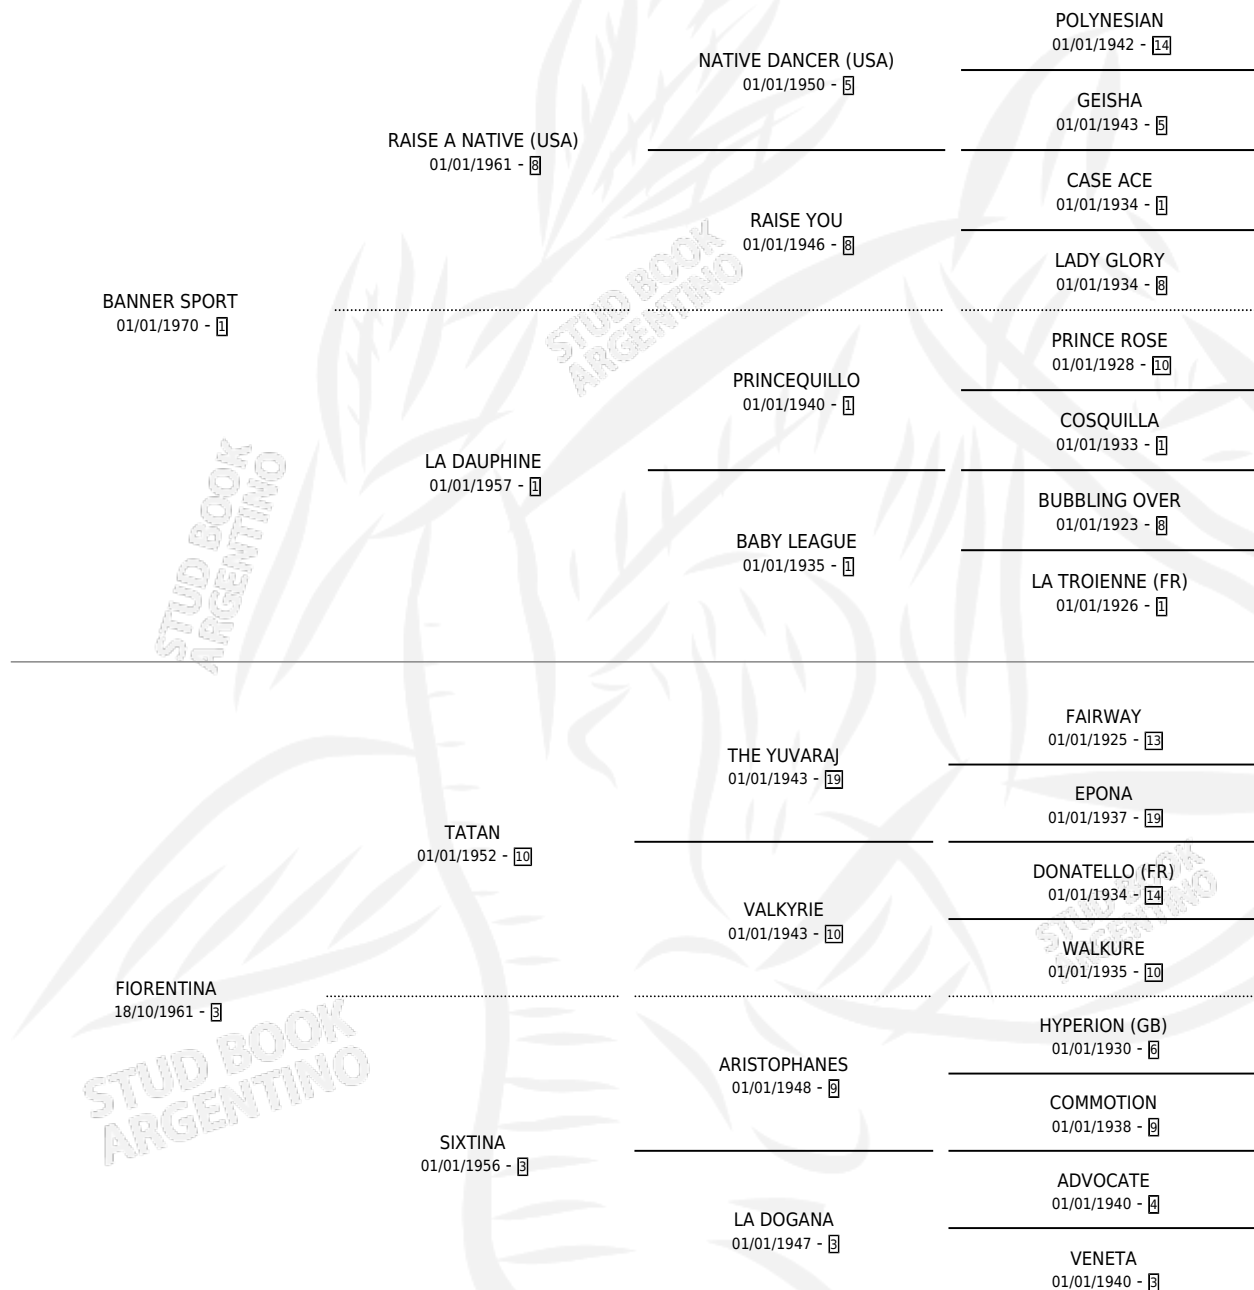 POLYNESIAN
01/01/1942 - 14
NATIVE DANCER (USA)
01/01/1950 - 5
GEISHA
01/01/1943 - 5
RAISE A NATIVE (USA)
01/01/1961 - 8
CASE ACE
01/01/1934 - 1
RAISE YOU
01/01/1946 - 8
LADY GLORY
01/01/1934 - 8
BANNER SPORT
01/01/1970 - 1
PRINCE ROSE
01/01/1928 - 10
PRINCEQUILLO
01/01/1940 - 1
COSQUILLA
01/01/1933 - 1
LA DAUPHINE
01/01/1957 - 1
BUBBLING OVER
01/01/1923 - 8
BABY LEAGUE
01/01/1935 - 1
LA TROIENNE (FR)
01/01/1926 - 1
FAIRWAY
01/01/1925 - 13
THE YUVARAJ
01/01/1943 - 19
EPONA
01/01/1937 - 19
TATAN
01/01/1952 - 10
DONATELLO (FR)
01/01/1934 - 14
VALKYRIE
01/01/1943 - 10
WALKURE
01/01/1935 - 10
FIORENTINA
18/10/1961 - 3
HYPERION (GB)
01/01/1930 - 6
ARISTOPHANES
01/01/1948 - 9
COMMOTION
01/01/1938 - 9
SIXTINA
01/01/1956 - 3
ADVOCATE
01/01/1940 - 4
LA DOGANA
01/01/1947 - 3
VENETA
01/01/1940 - 3
STUD BOOK
ARGENTINO
STUD BOOK
ARGENTINO
STUD BOOK
ARGENTINO
STUD BOOK
ARGENTINO